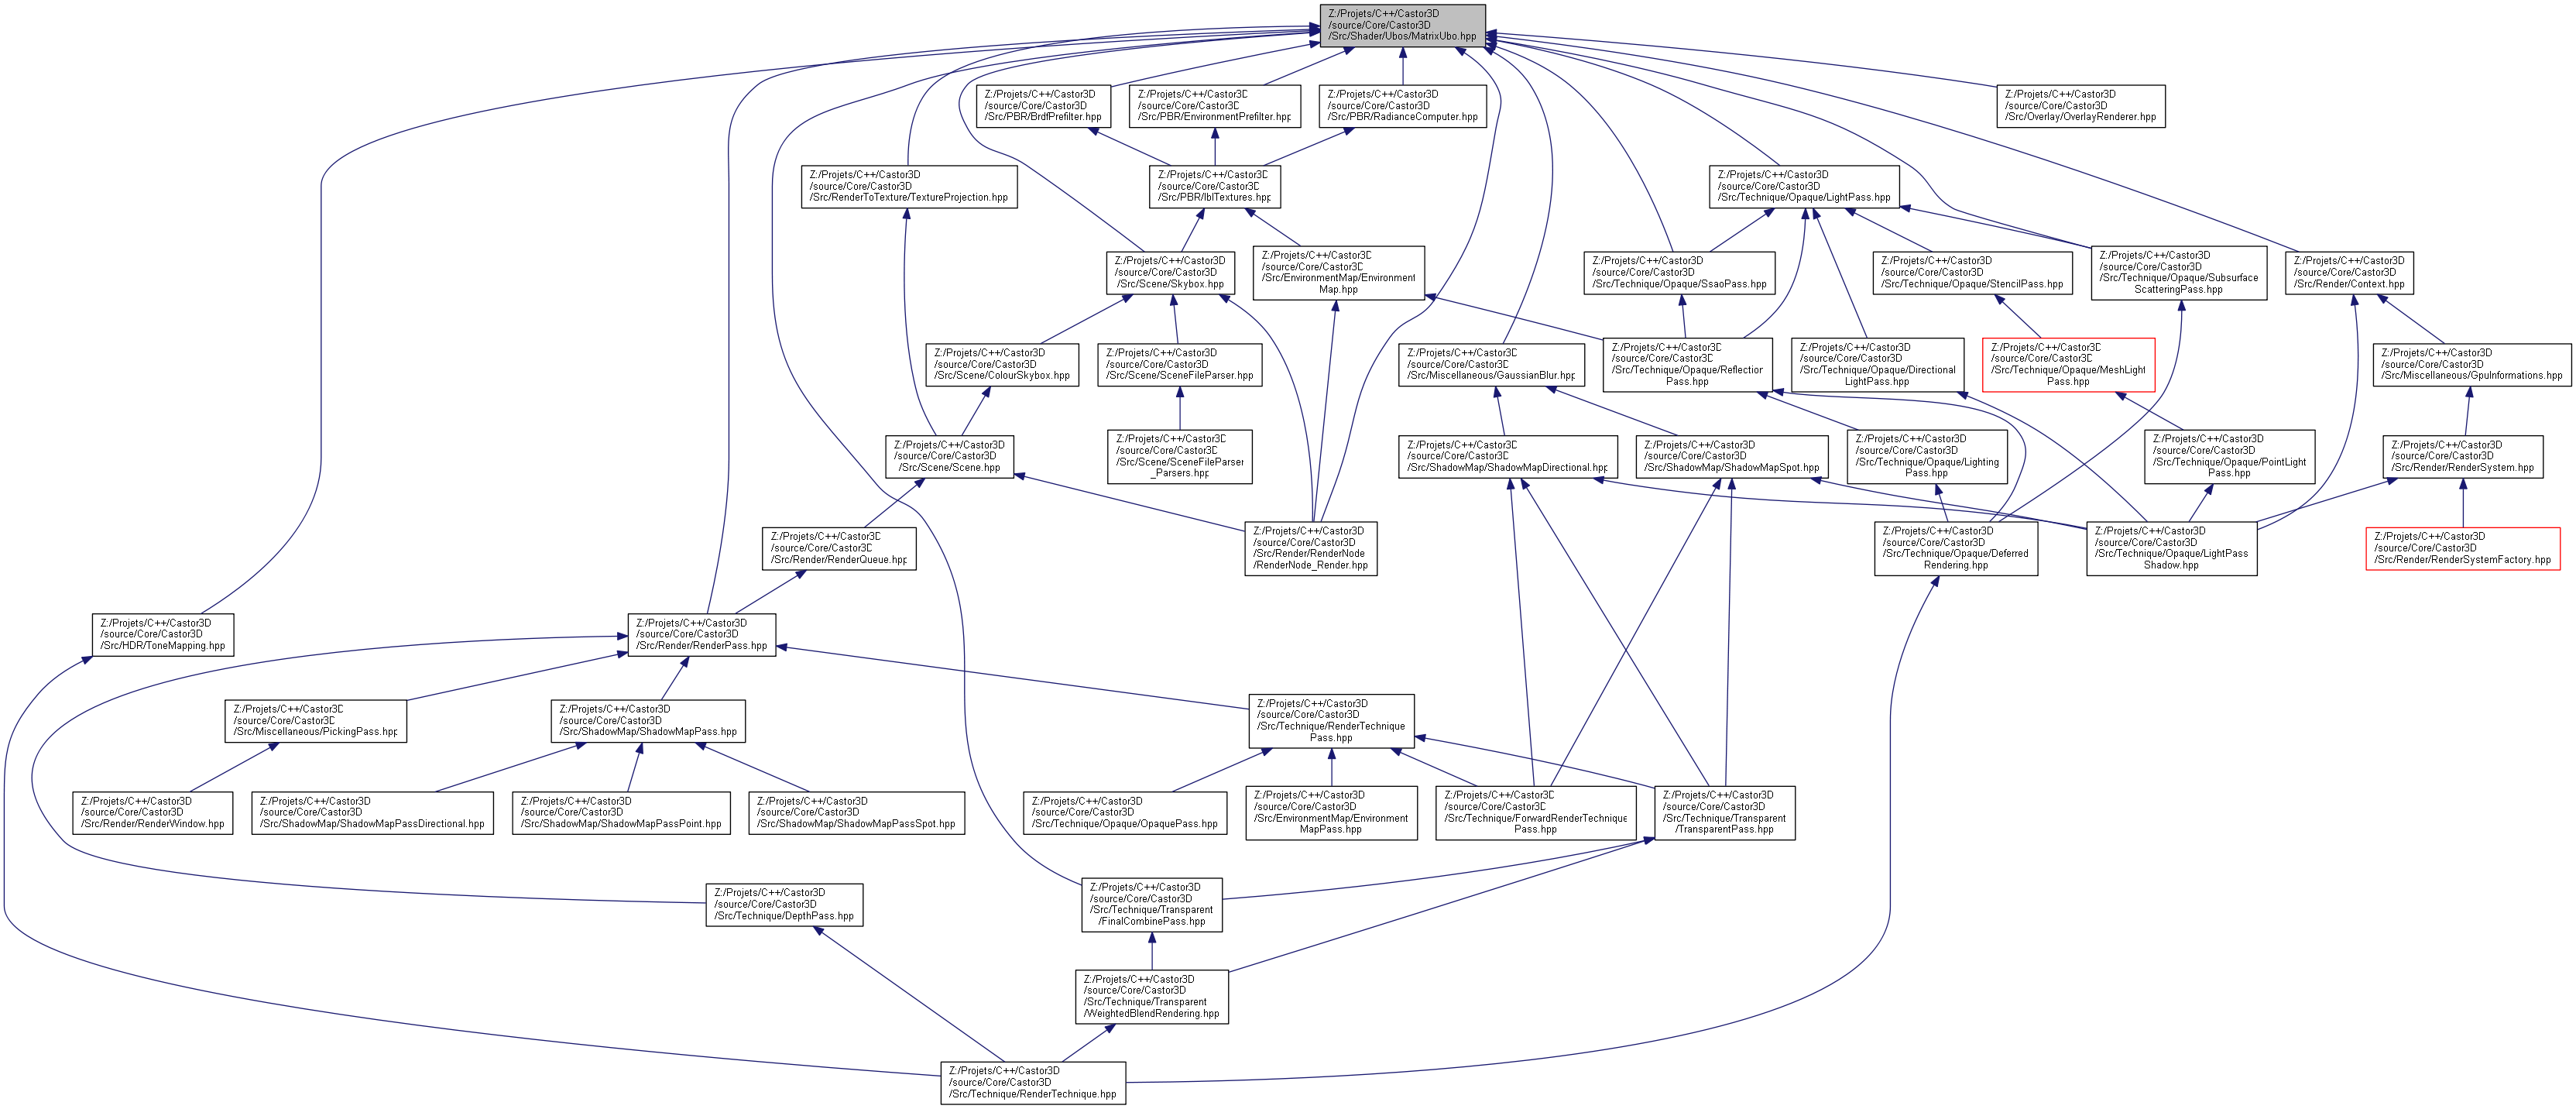 Z:/Projets/C++/Castor3D
/source/Core/Castor3D
/Src/Shader/Ubos/MatrixUbo.hpp
Z:/Projets/C++/Castor3D
/source/Core/Castor3D
/Src/PBR/BrdfPrefilter.hpp
Z:/Projets/C++/Castor3D
/source/Core/Castor3D
/Src/PBR/EnvironmentPrefilter.hpp
Z:/Projets/C++/Castor3D
/source/Core/Castor3D
/Src/PBR/RadianceComputer.hpp
Z:/Projets/C++/Castor3D
/source/Core/Castor3D
/Src/Overlay/OverlayRenderer.hpp
Z:/Projets/C++/Castor3D
/source/Core/Castor3D
/Src/RenderToTexture/TextureProjection.hpp
Z:/Projets/C++/Castor3D
/source/Core/Castor3D
/Src/PBR/IblTextures.hpp
Z:/Projets/C++/Castor3D
/source/Core/Castor3D
/Src/Technique/Opaque/LightPass.hpp
Z:/Projets/C++/Castor3D
/source/Core/Castor3D
/Src/Scene/Skybox.hpp
Z:/Projets/C++/Castor3D
/source/Core/Castor3D
/Src/EnvironmentMap/Environment
Map.hpp
Z:/Projets/C++/Castor3D
/source/Core/Castor3D
/Src/Technique/Opaque/SsaoPass.hpp
Z:/Projets/C++/Castor3D
/source/Core/Castor3D
/Src/Technique/Opaque/StencilPass.hpp
Z:/Projets/C++/Castor3D
/source/Core/Castor3D
/Src/Technique/Opaque/Subsurface
ScatteringPass.hpp
Z:/Projets/C++/Castor3D
/source/Core/Castor3D
/Src/Render/Context.hpp
Z:/Projets/C++/Castor3D
/source/Core/Castor3D
/Src/Scene/ColourSkybox.hpp
Z:/Projets/C++/Castor3D
/source/Core/Castor3D
/Src/Scene/SceneFileParser.hpp
Z:/Projets/C++/Castor3D
/source/Core/Castor3D
/Src/Miscellaneous/GaussianBlur.hpp
Z:/Projets/C++/Castor3D
/source/Core/Castor3D
/Src/Technique/Opaque/Reflection
Pass.hpp
Z:/Projets/C++/Castor3D
/source/Core/Castor3D
/Src/Technique/Opaque/Directional
LightPass.hpp
Z:/Projets/C++/Castor3D
/source/Core/Castor3D
/Src/Technique/Opaque/MeshLight
Pass.hpp
Z:/Projets/C++/Castor3D
/source/Core/Castor3D
/Src/Miscellaneous/GpuInformations.hpp
Z:/Projets/C++/Castor3D
/source/Core/Castor3D
/Src/Scene/Scene.hpp
Z:/Projets/C++/Castor3D
/source/Core/Castor3D
/Src/Scene/SceneFileParser
_Parsers.hpp
Z:/Projets/C++/Castor3D
/source/Core/Castor3D
/Src/ShadowMap/ShadowMapDirectional.hpp
Z:/Projets/C++/Castor3D
/source/Core/Castor3D
/Src/ShadowMap/ShadowMapSpot.hpp
Z:/Projets/C++/Castor3D
/source/Core/Castor3D
/Src/Technique/Opaque/Lighting
Pass.hpp
Z:/Projets/C++/Castor3D
/source/Core/Castor3D
/Src/Technique/Opaque/PointLight
Pass.hpp
Z:/Projets/C++/Castor3D
/source/Core/Castor3D
/Src/Render/RenderSystem.hpp
Z:/Projets/C++/Castor3D
/source/Core/Castor3D
/Src/Render/RenderQueue.hpp
Z:/Projets/C++/Castor3D
/source/Core/Castor3D
/Src/Render/RenderNode
/RenderNode_Render.hpp
Z:/Projets/C++/Castor3D
/source/Core/Castor3D
/Src/Technique/Opaque/Deferred
Rendering.hpp
Z:/Projets/C++/Castor3D
/source/Core/Castor3D
/Src/Technique/Opaque/LightPass
Shadow.hpp
Z:/Projets/C++/Castor3D
/source/Core/Castor3D
/Src/Render/RenderSystemFactory.hpp
Z:/Projets/C++/Castor3D
/source/Core/Castor3D
/Src/HDR/ToneMapping.hpp
Z:/Projets/C++/Castor3D
/source/Core/Castor3D
/Src/Render/RenderPass.hpp
Z:/Projets/C++/Castor3D
/source/Core/Castor3D
/Src/Miscellaneous/PickingPass.hpp
Z:/Projets/C++/Castor3D
/source/Core/Castor3D
/Src/ShadowMap/ShadowMapPass.hpp
Z:/Projets/C++/Castor3D
/source/Core/Castor3D
/Src/Technique/RenderTechnique
Pass.hpp
Z:/Projets/C++/Castor3D
/source/Core/Castor3D
/Src/Render/RenderWindow.hpp
Z:/Projets/C++/Castor3D
/source/Core/Castor3D
/Src/ShadowMap/ShadowMapPassDirectional.hpp
Z:/Projets/C++/Castor3D
/source/Core/Castor3D
/Src/ShadowMap/ShadowMapPassPoint.hpp
Z:/Projets/C++/Castor3D
/source/Core/Castor3D
/Src/ShadowMap/ShadowMapPassSpot.hpp
Z:/Projets/C++/Castor3D
/source/Core/Castor3D
/Src/Technique/Opaque/OpaquePass.hpp
Z:/Projets/C++/Castor3D
/source/Core/Castor3D
/Src/EnvironmentMap/Environment
MapPass.hpp
Z:/Projets/C++/Castor3D
/source/Core/Castor3D
/Src/Technique/ForwardRenderTechnique
Pass.hpp
Z:/Projets/C++/Castor3D
/source/Core/Castor3D
/Src/Technique/Transparent
/TransparentPass.hpp
Z:/Projets/C++/Castor3D
/source/Core/Castor3D
/Src/Technique/DepthPass.hpp
Z:/Projets/C++/Castor3D
/source/Core/Castor3D
/Src/Technique/Transparent
/FinalCombinePass.hpp
Z:/Projets/C++/Castor3D
/source/Core/Castor3D
/Src/Technique/Transparent
/WeightedBlendRendering.hpp
Z:/Projets/C++/Castor3D
/source/Core/Castor3D
/Src/Technique/RenderTechnique.hpp